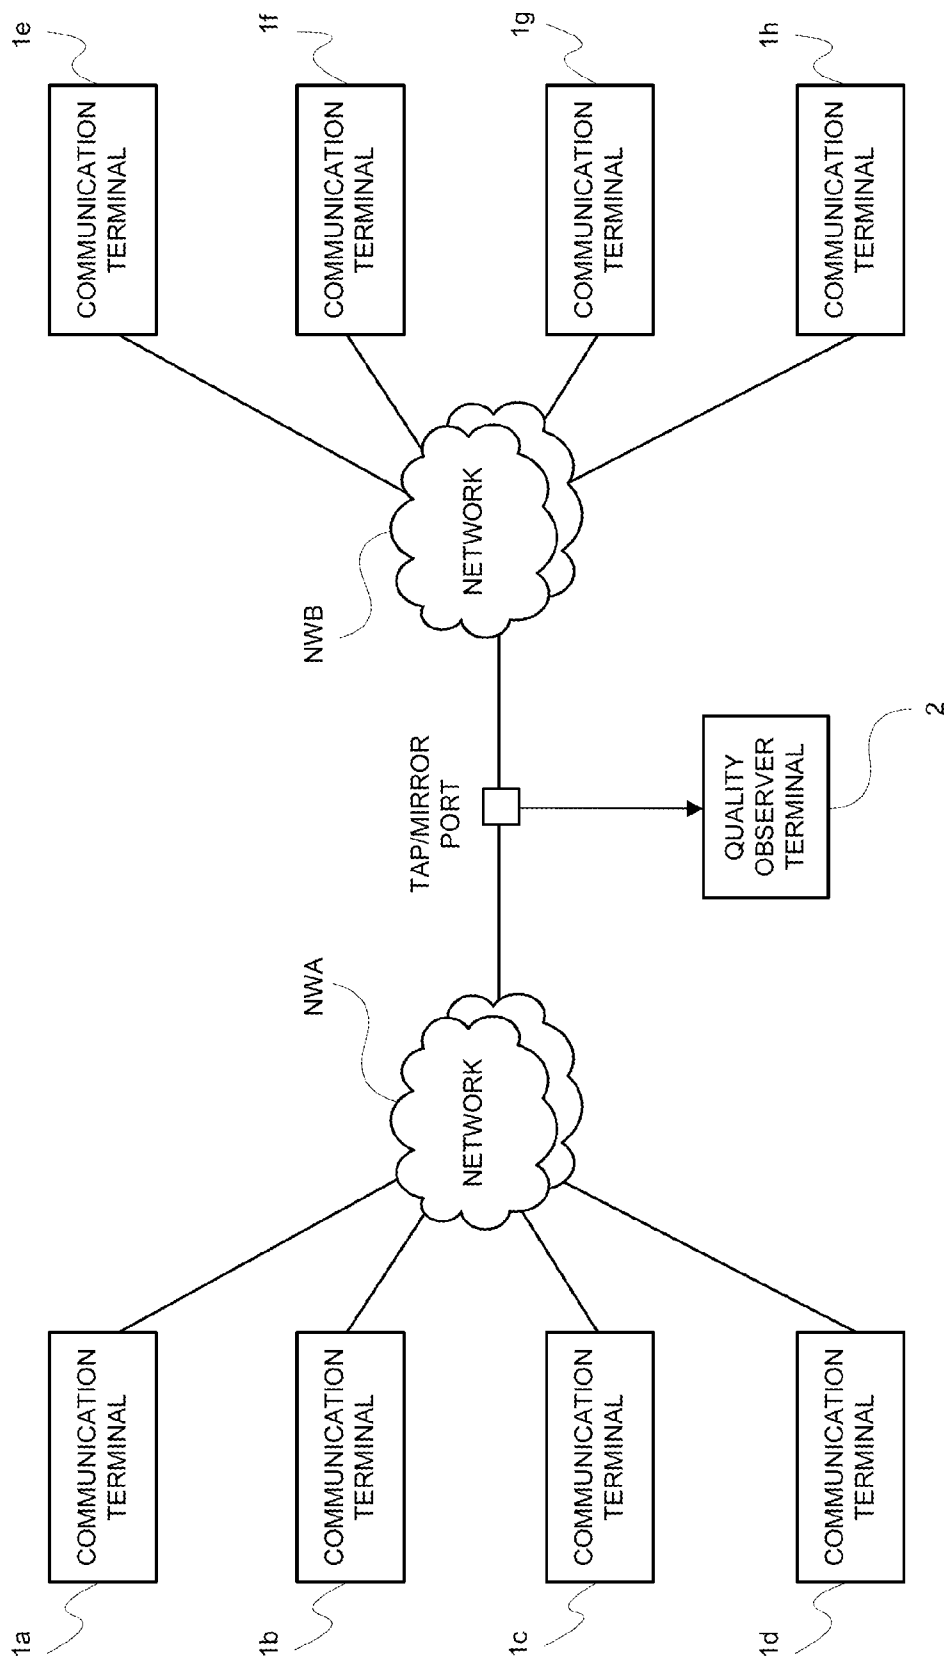 1a
COMMUNICATION
TERMINAL
1b
COMMUNICATION
TERMINAL
1c
COMMUNICATION
TERMINAL
1d
COMMUNICATION
TERMINAL
NWA
NETWORK
TAP/MIRROR
PORT
QUALITY
OBSERVER
TERMINAL
2
NWB
NETWORK
1e
COMMUNICATION
TERMINAL
1f
COMMUNICATION
TERMINAL
1g
COMMUNICATION
TERMINAL
1h
COMMUNICATION
TERMINAL